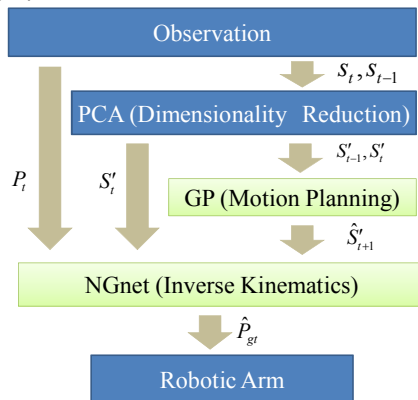 Observation
S_t, S_{t-1}
PCA (Dimensionality Reduction)
P_t
S'_t
S'_{t-1}, S'_t
GP (Motion Planning)
Ŝ'_{t+1}
NGnet (Inverse Kinematics)
P̂_{gt}
Robotic Arm